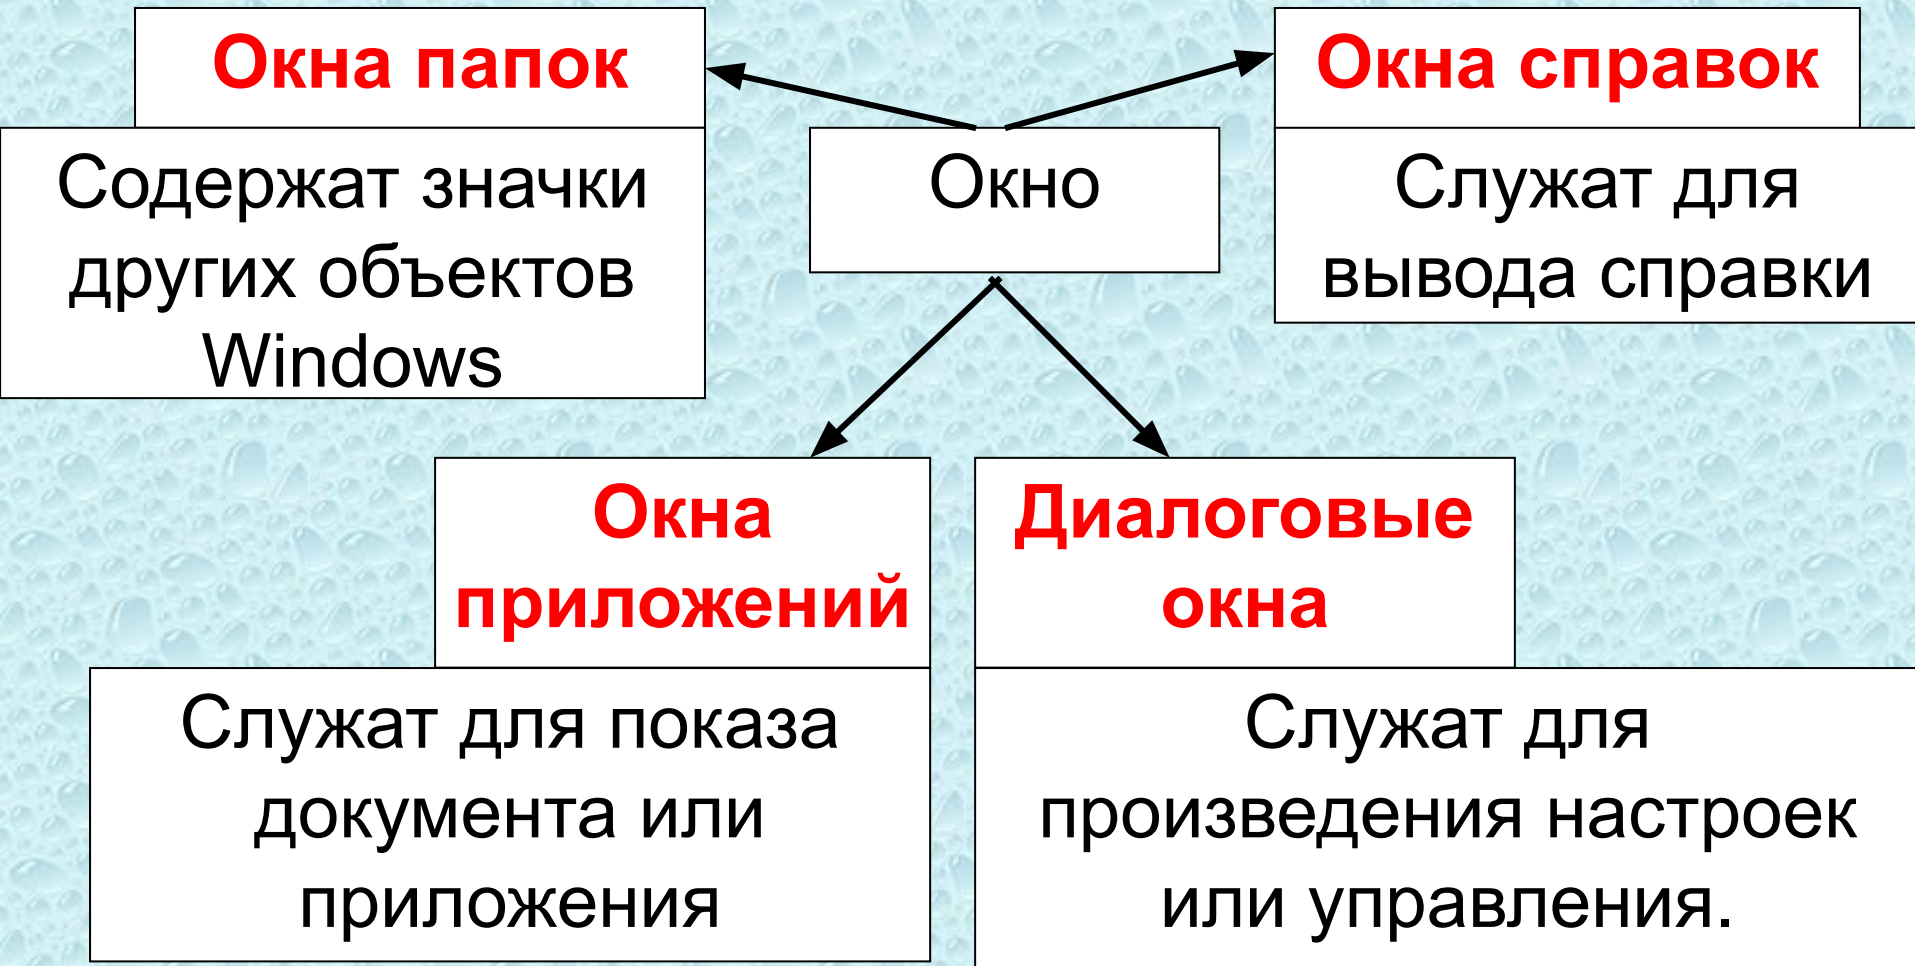 Окна папок
Содержат значки
других объектов
Windows
Окно
Окна справок
Служат для
вывода справки
Окна
приложений
Служат для показа
документа или
приложения
Диалоговые
окна
Служат для
произведения настроек
или управления.